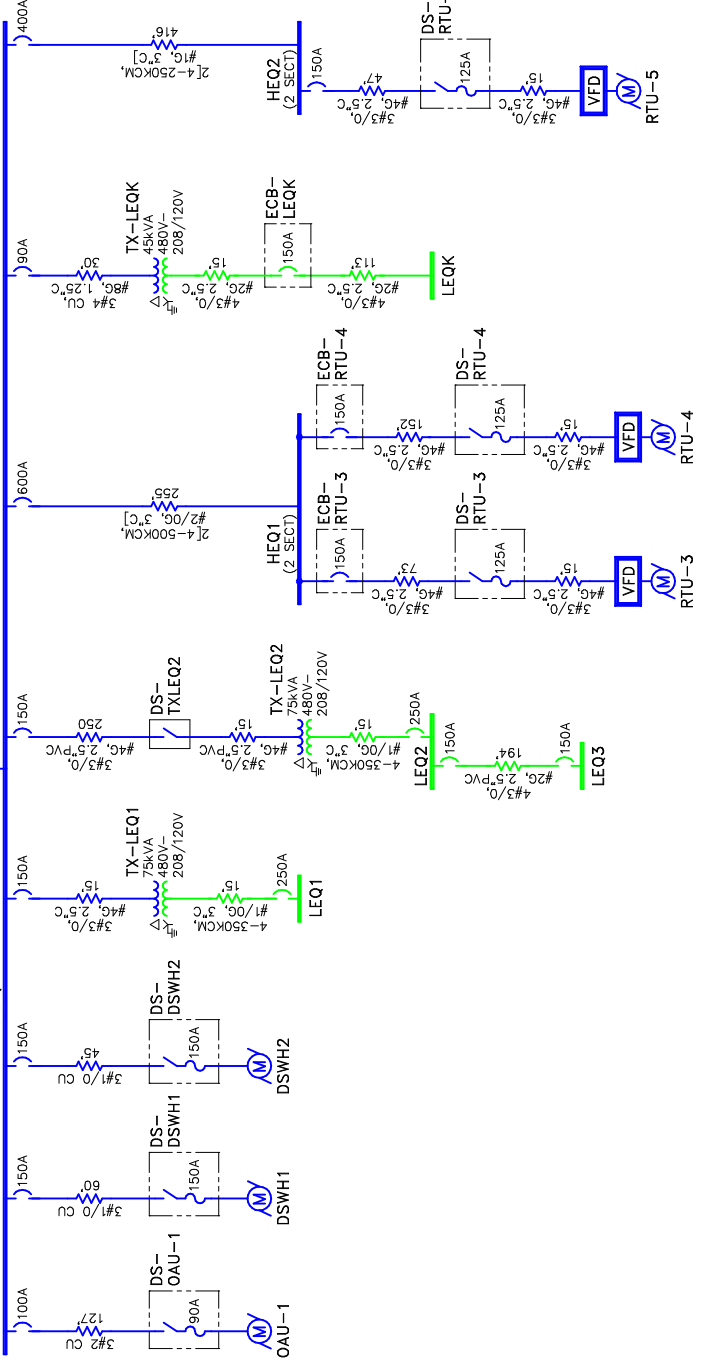 400A
416'
2[4-250KCM,
#1G, 3"C]
HEQ2
(2 SECT)
150A
47'
3#3/0,
#4G, 2.5"C
DS-
RTU-
125A
15'
3#3/0,
#4G, 2.5"C
VFD
M
RTU-5
90A
30'
3#4 CU,
#8G, 1.25"C
TX-LEQK
45kVA
480V-
208/120V
15'
4#3/0,
#2G, 2.5"C
ECB-
LEQK
150A
113'
4#3/0,
#2G, 2.5"C
LEQK
600A
255'
2[4-500KCM,
#2/0G, 3"C]
HEQ1
(2 SECT)
ECB-
RTU-4
150A
152'
3#3/0,
#4G, 2.5"C
DS-
RTU-4
125A
15'
3#3/0,
#4G, 2.5"C
VFD
M
RTU-4
ECB-
RTU-3
150A
73'
3#3/0,
#4G, 2.5"C
DS-
RTU-3
125A
15'
3#3/0,
#4G, 2.5"C
VFD
M
RTU-3
150A
250
3#3/0,
#4G, 2.5"PVC
DS-
TXLEQ2
15'
3#3/0,
#4G, 2.5"PVC
TX-LEQ2
75kVA
480V-
208/120V
15'
4-350KCM,
#1/0G, 3"C
250A
LEQ2
150A
194'
4#3/0,
#2G, 2.5"PVC
150A
LEQ3
150A
15'
3#3/0,
#4G, 2.5"C
TX-LEQ1
75kVA
480V-
208/120V
15'
4-350KCM,
#1/0G, 3"C
250A
LEQ1
150A
45'
3#1/0 CU
DS-
DSWH2
150A
M
DSWH2
150A
60'
3#1/0 CU
DS-
DSWH1
150A
M
DSWH1
100A
127'
3#2 CU
DS-
OAU-1
90A
M
OAU-1